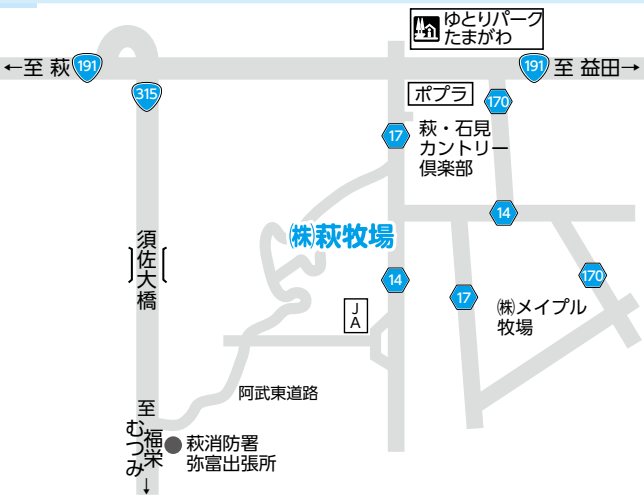 ゆとりパーク
たまがわ
←至 萩
191
191
至 益田→
315
ポプラ
170
17
萩・石見
カントリー
倶楽部
14
須佐大橋
㈱萩牧場
14
17
170
㈱メイプル
牧場
JA
阿武東道路
至
福栄
むつみ
↓
萩消防署
弥富出張所